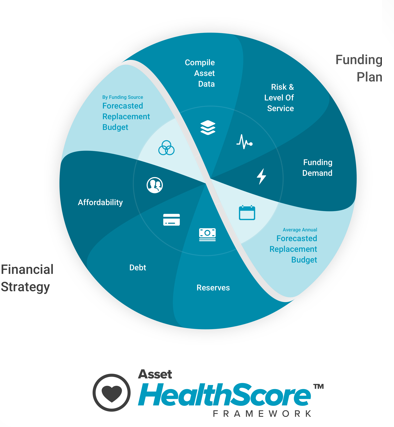 Funding
Plan
Compile
Asset
Data
Risk &
Level Of
Service
Funding
Demand
Average Annual
Forecasted
Replacement
Budget
Reserves
Debt
Affordability
By Funding Source
Forecasted
Replacement
Budget
Financial
Strategy
Asset
HealthScore™
FRAMEWORK